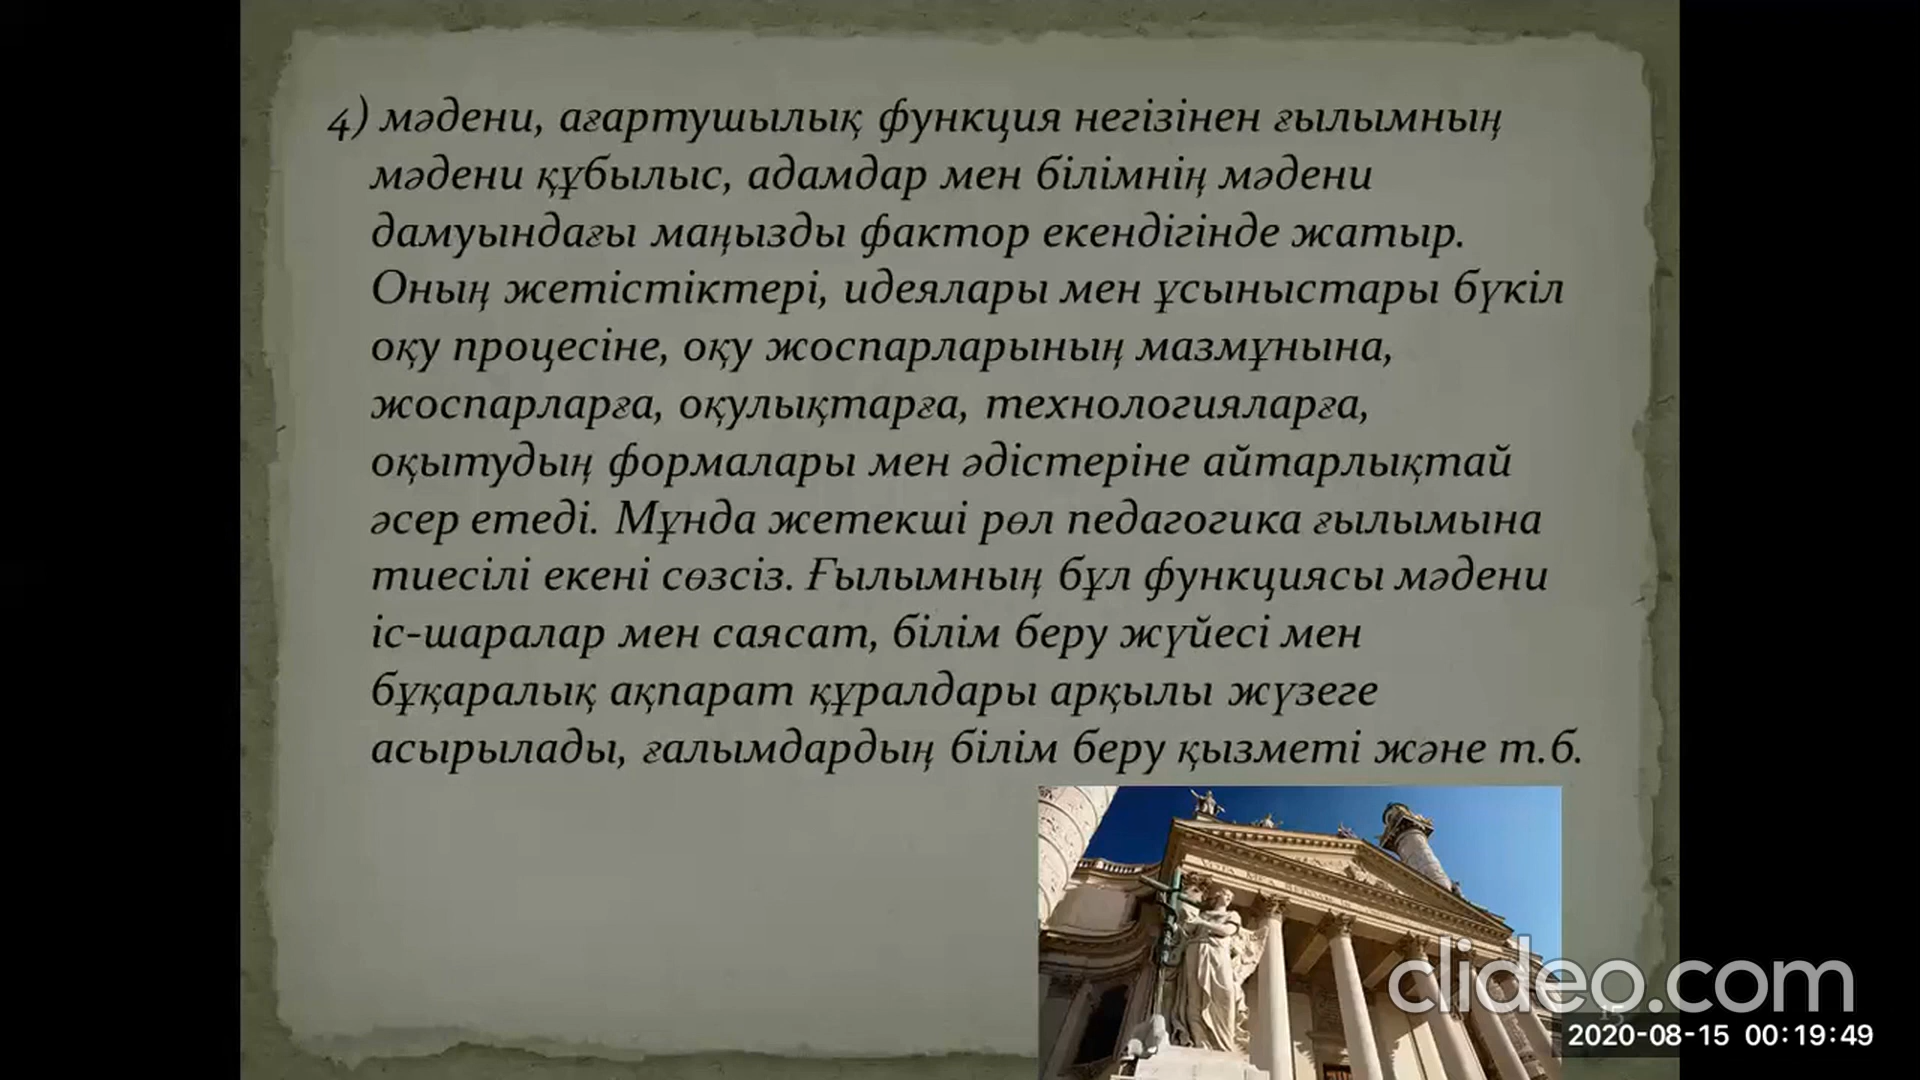 4) мәдени, ағартушылық функция негізінен ғылымның
мәдени құбылыс, адамдар мен білімнің мәдени
дамуындағы маңызды фактор екендігінде жатыр.
Оның жетістіктері, идеялары мен ұсыныстары бүкіл
оқу процесіне, оқу жоспарларының мазмұнына,
жоспарларға, оқулықтарға, технологияларға,
оқытудың формалары мен әдістеріне айтарлықтай
әсер етеді. Мұнда жетекші рөл педагогика ғылымына
тиесілі екені сөзсіз. Ғылымның бұл функциясы мәдени
іс-шаралар мен саясат, білім беру жүйесі мен
бұқаралық ақпарат құралдары арқылы жүзеге
асырылады, ғалымдардың білім беру қызметі және т.б.
VOTA MEA REDDAM
clideo.com
15
2020-08-15 00:19:49